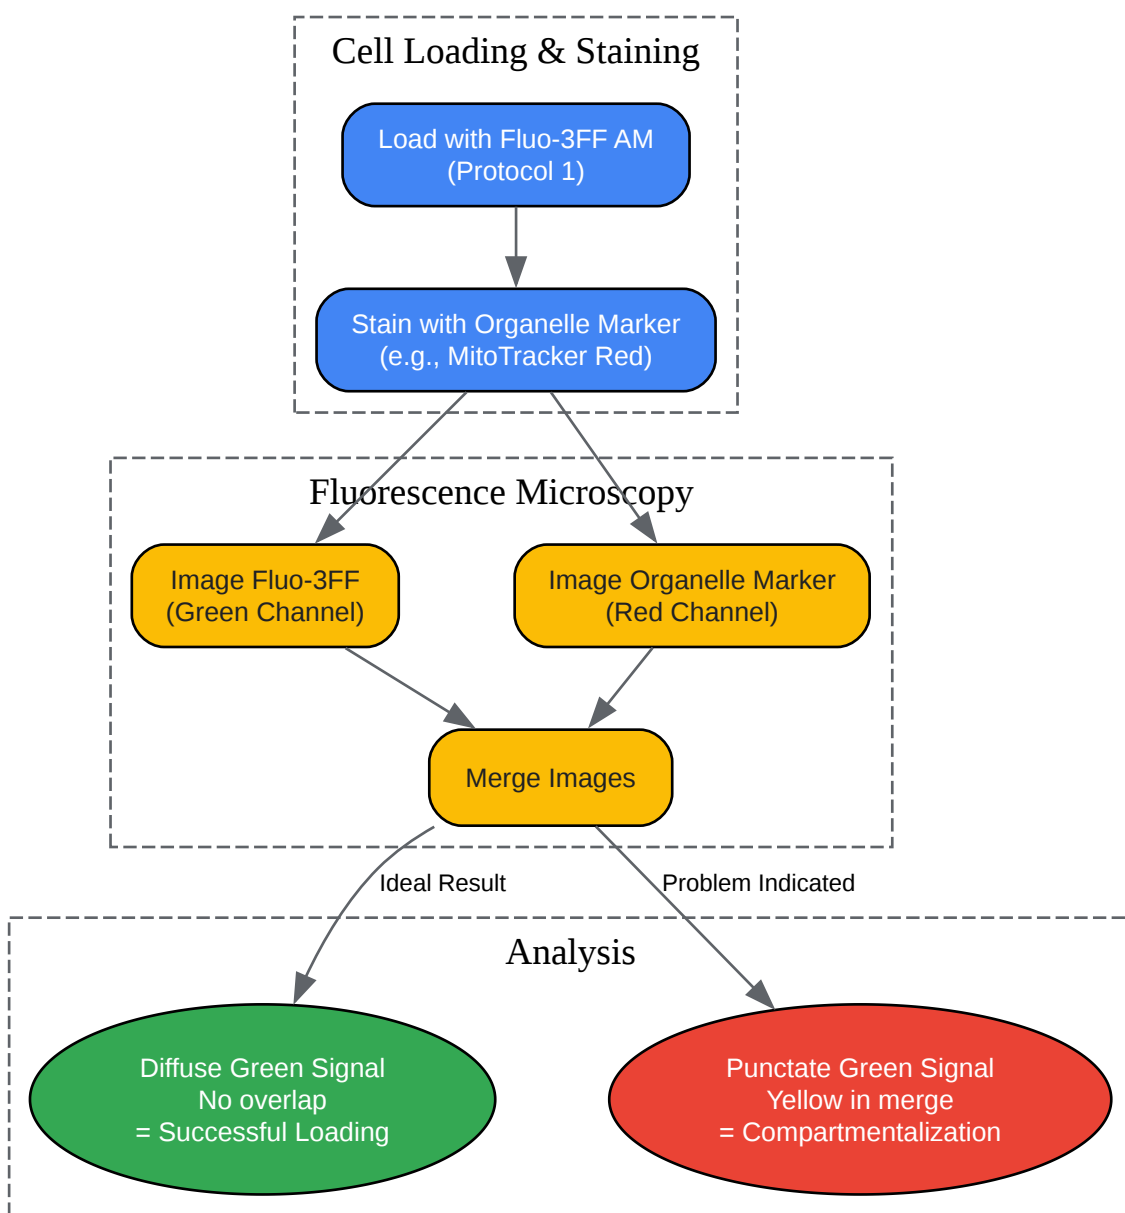 Cell Loading & Staining
Load with Fluo-3FF AM
(Protocol 1)
Stain with Organelle Marker
(e.g., MitoTracker Red)
Fluorescence Microscopy
Image Fluo-3FF
(Green Channel)
Image Organelle Marker
(Red Channel)
Merge Images
Ideal Result
Problem Indicated
Analysis
Diffuse Green Signal
No overlap
= Successful Loading
Punctate Green Signal
Yellow in merge
= Compartmentalization